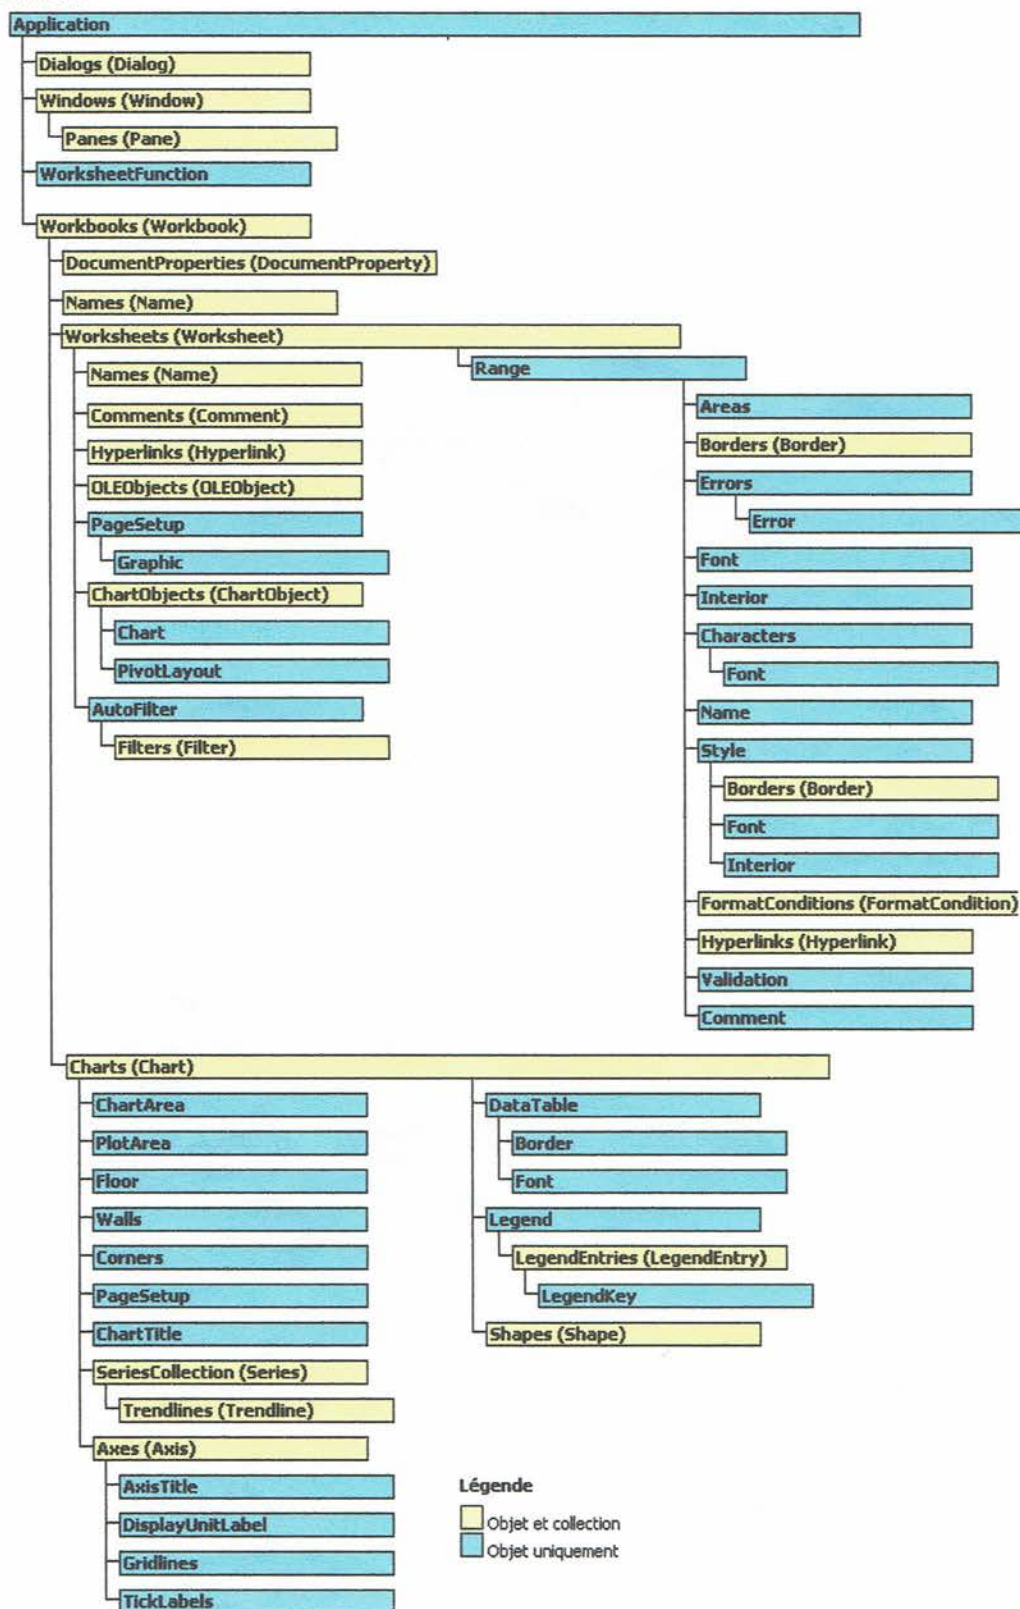 Application
Dialogs (Dialog)
Windows (Window)
Panes (Pane)
WorksheetFunction
Workbooks (Workbook)
DocumentProperties (DocumentProperty)
Names (Name)
Worksheets (Worksheet)
Names (Name)
Comments (Comment)
Hyperlinks (Hyperlink)
OLEObjects (OLEObject)
PageSetup
Graphic
ChartObjects (ChartObject)
Chart
PivotLayout
AutoFilter
Filters (Filter)
Range
Areas
Borders (Border)
Errors
Error
Font
Interior
Characters
Font
Name
Style
Borders (Border)
Font
Interior
FormatConditions (FormatCondition)
Hyperlinks (Hyperlink)
Validation
Comment
Charts (Chart)
ChartArea
PlotArea
Floor
Walls
Corners
PageSetup
ChartTitle
SeriesCollection (Series)
Trendlines (Trendline)
Axes (Axis)
AxisTitle
DisplayUnitLabel
Gridlines
TickLabels
DataTable
Border
Font
Legend
LegendEntries (LegendEntry)
LegendKey
Shapes (Shape)
Légende
Objet et collection
Objet uniquement